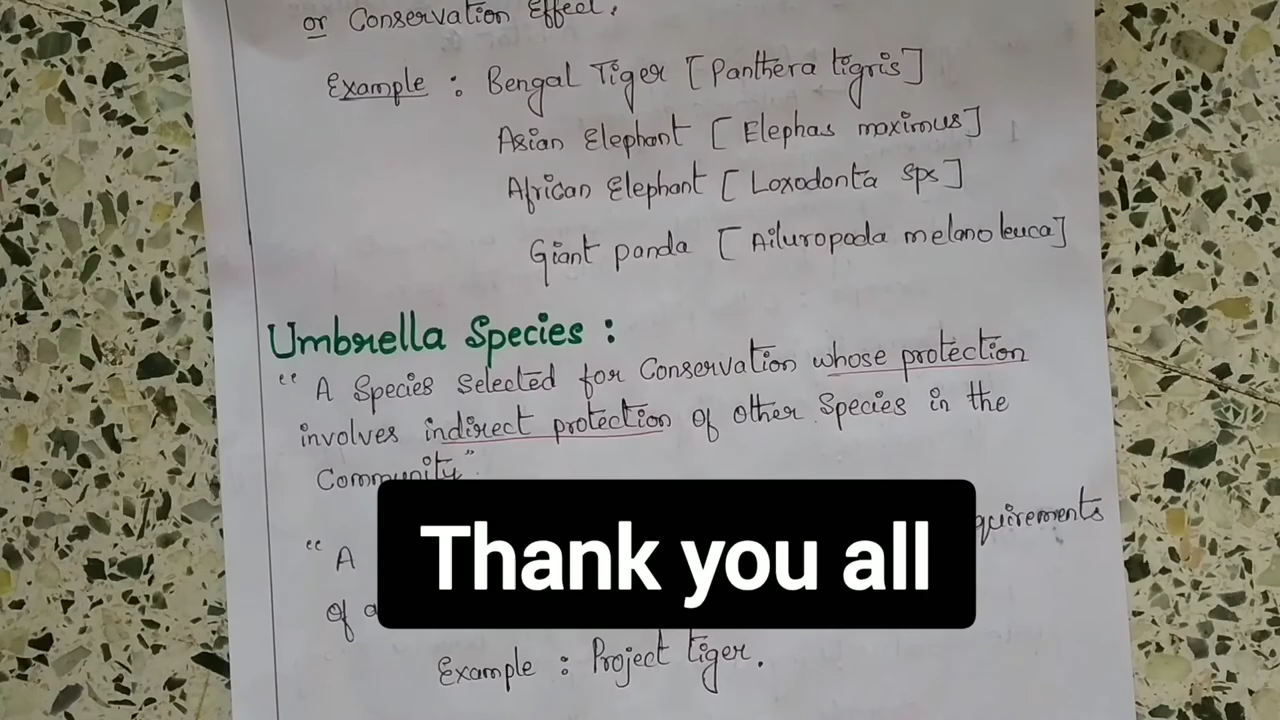 or Conservation Effect.
Example : Bengal Tiger [Panthera tigris]
Asian Elephant [Elephas maximus]
African Elephant [Loxodonta sps]
Giant panda [Ailuropoda melanoleuca]
Umbrella Species :
“ A Species Selected for Conservation whose protection
involves indirect protection of other Species in the
Community”
“ A
of
Thank you all
Example : Project tiger.